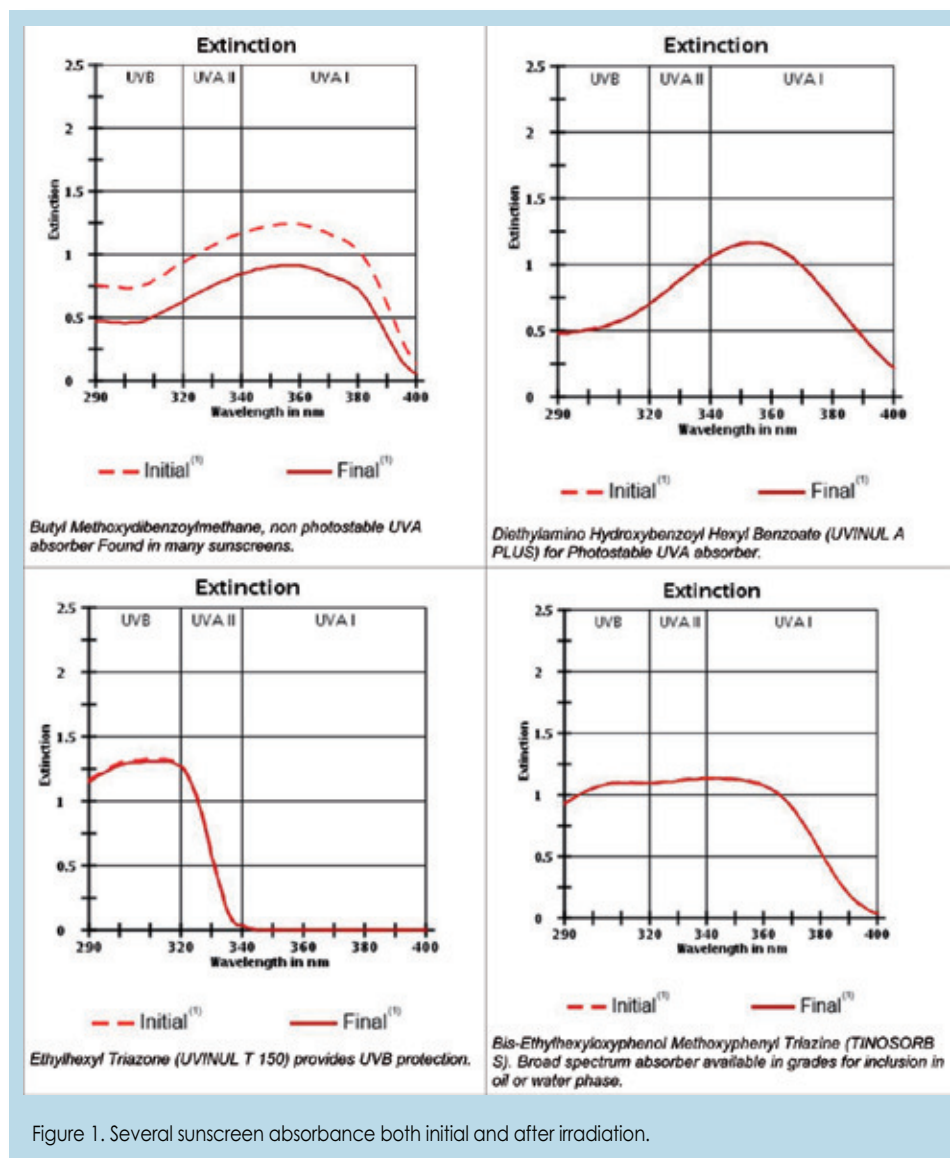 Extinction
2.5
UVB UVA II UVA I
2
1.5
Extinction
1
0.5
0
290 320 340 360 380 400
Wavelength in nm
Initial(1) Final(1)
Butyl Methoxydibenzoylmethane, non photostable UVA
absorber Found in many sunscreens.
Extinction
2.5
UVB UVA II UVA I
2
1.5
Extinction
1
0.5
0
290 320 340 360 380 400
Wavelength in nm
Initial(1) Final(1)
Diethylamino Hydroxybenzoyl Hexyl Benzoate (UVINUL A
PLUS) for Photostable UVA absorber.
Extinction
2.5
UVB UVA II UVA I
2
1.5
Extinction
1
0.5
0
290 320 340 360 380 400
Wavelength in nm
Initial(1) Final(1)
Ethylhexyl Triazone (UVINUL T 150) provides UVB protection.
Extinction
2.5
UVB UVA II UVA I
2
1.5
Extinction
1
0.5
0
290 320 340 360 380 400
Wavelength in nm
Initial(1) Final(1)
Bis-Ethylhexyloxyphenol Methoxyphenyl Triazine (TINOSORB
S). Broad spectrum absorber available in grades for inclusion in
oil or water phase.
Figure 1. Several sunscreen absorbance both initial and after irradiation.